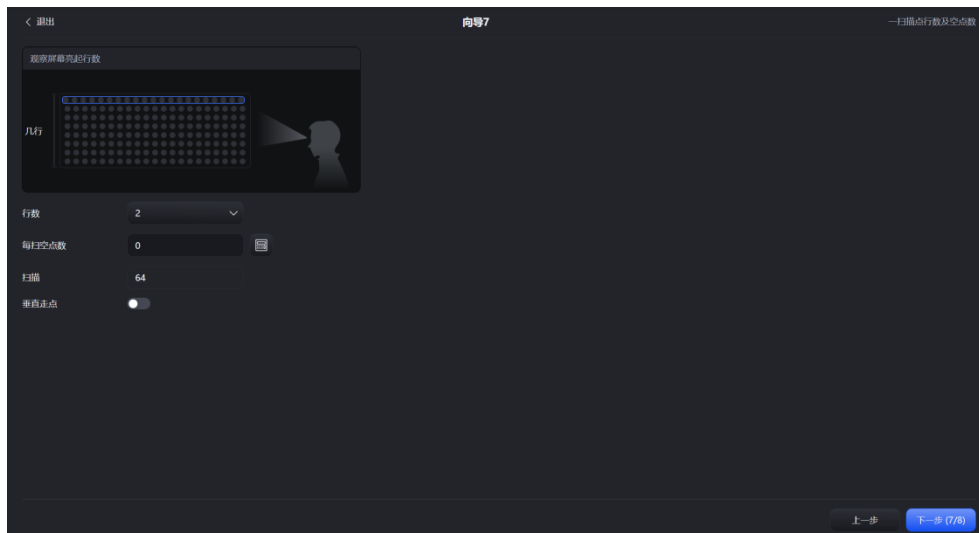 退出
向导7
一扫描点行数及空点数
观察屏幕亮起行数
几行
行数 2
每扫空点数 0
扫描 64
垂直走点
上一步
下一步 (7/8)